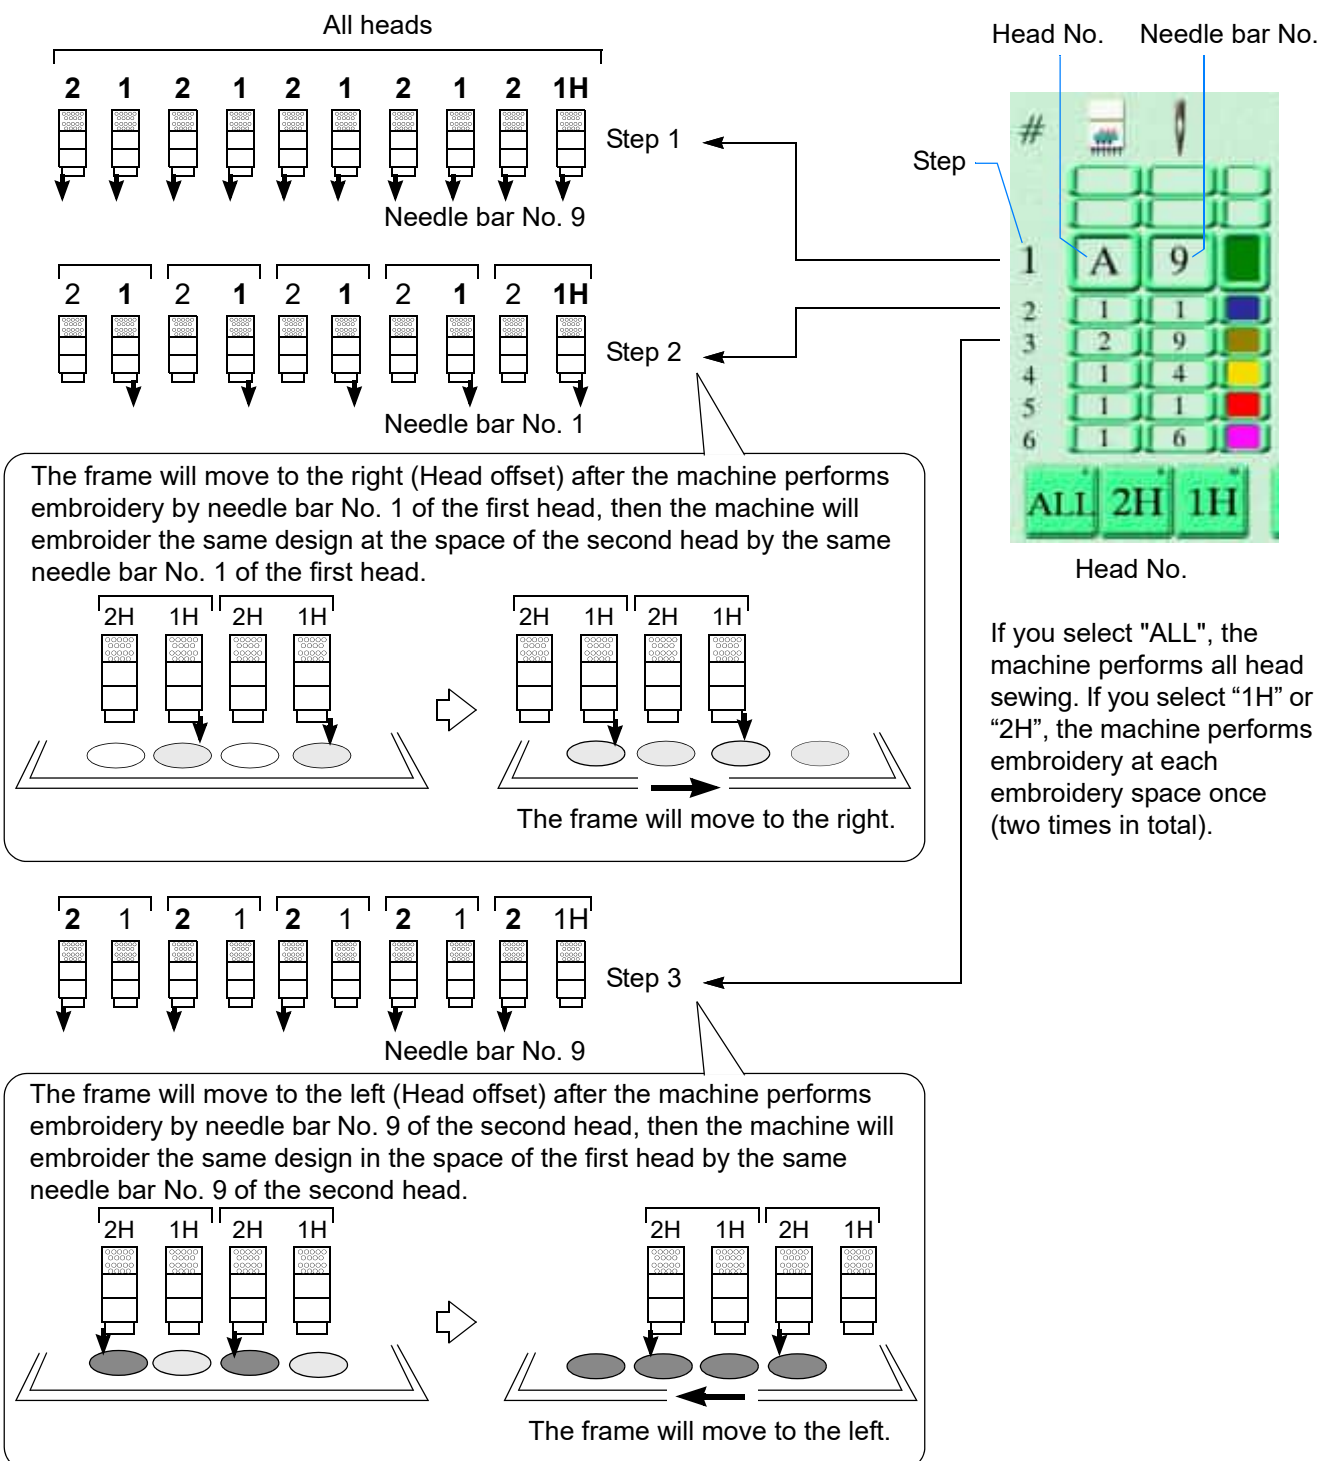 All heads
2 1 2 1 2 1 2 1 2 1H
Step 1
Needle bar No. 9
2 1 2 1 2 1 2 1 2 1H
Step 2
Needle bar No. 1
The frame will move to the right (Head offset) after the machine performs
embroidery by needle bar No. 1 of the first head, then the machine will
embroider the same design at the space of the second head by the same
needle bar No. 1 of the first head.
2H 1H 2H 1H
2H 1H 2H 1H
The frame will move to the right.
2 1 2 1 2 1 2 1 2 1H
Step 3
Needle bar No. 9
The frame will move to the left (Head offset) after the machine performs
embroidery by needle bar No. 9 of the second head, then the machine will
embroider the same design in the space of the first head by the same
needle bar No. 9 of the second head.
2H 1H 2H 1H
2H 1H 2H 1H
The frame will move to the left.
Head No. Needle bar No.
Step
#
1 A 9
2 1 1
3 2 9
4 1 4
5 1 1
6 1 6
ALL 2H 1H
Head No.
If you select "ALL", the
machine performs all head
sewing. If you select “1H” or
“2H”, the machine performs
embroidery at each
embroidery space once
(two times in total).